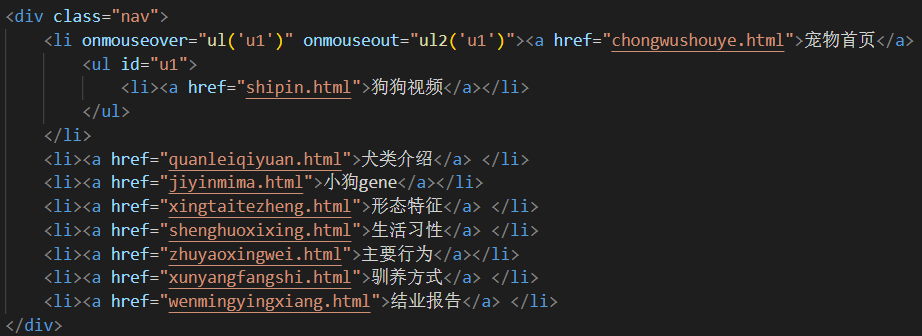 <div class="nav">
    <li onmouseover="ul('u1')" onmouseout="ul2('u1')"><a href="chongwushouye.html">宠物首页</a>
        <ul id="u1">
            <li><a href="shipin.html">狗狗视频</a></li>
        </ul>
    </li>
    <li><a href="quanleiqiyuan.html">犬类介绍</a> </li>
    <li><a href="jiyinmima.html">小狗gene</a></li>
    <li><a href="xingtaitezheng.html">形态特征</a> </li>
    <li><a href="shenghuoxixing.html">生活习性</a> </li>
    <li><a href="zhuyaoxingwei.html">主要行为</a></li>
    <li><a href="xunyangfangshi.html">驯养方式</a> </li>
    <li><a href="wenmingyingxiang.html">结业报告</a> </li>
</div>